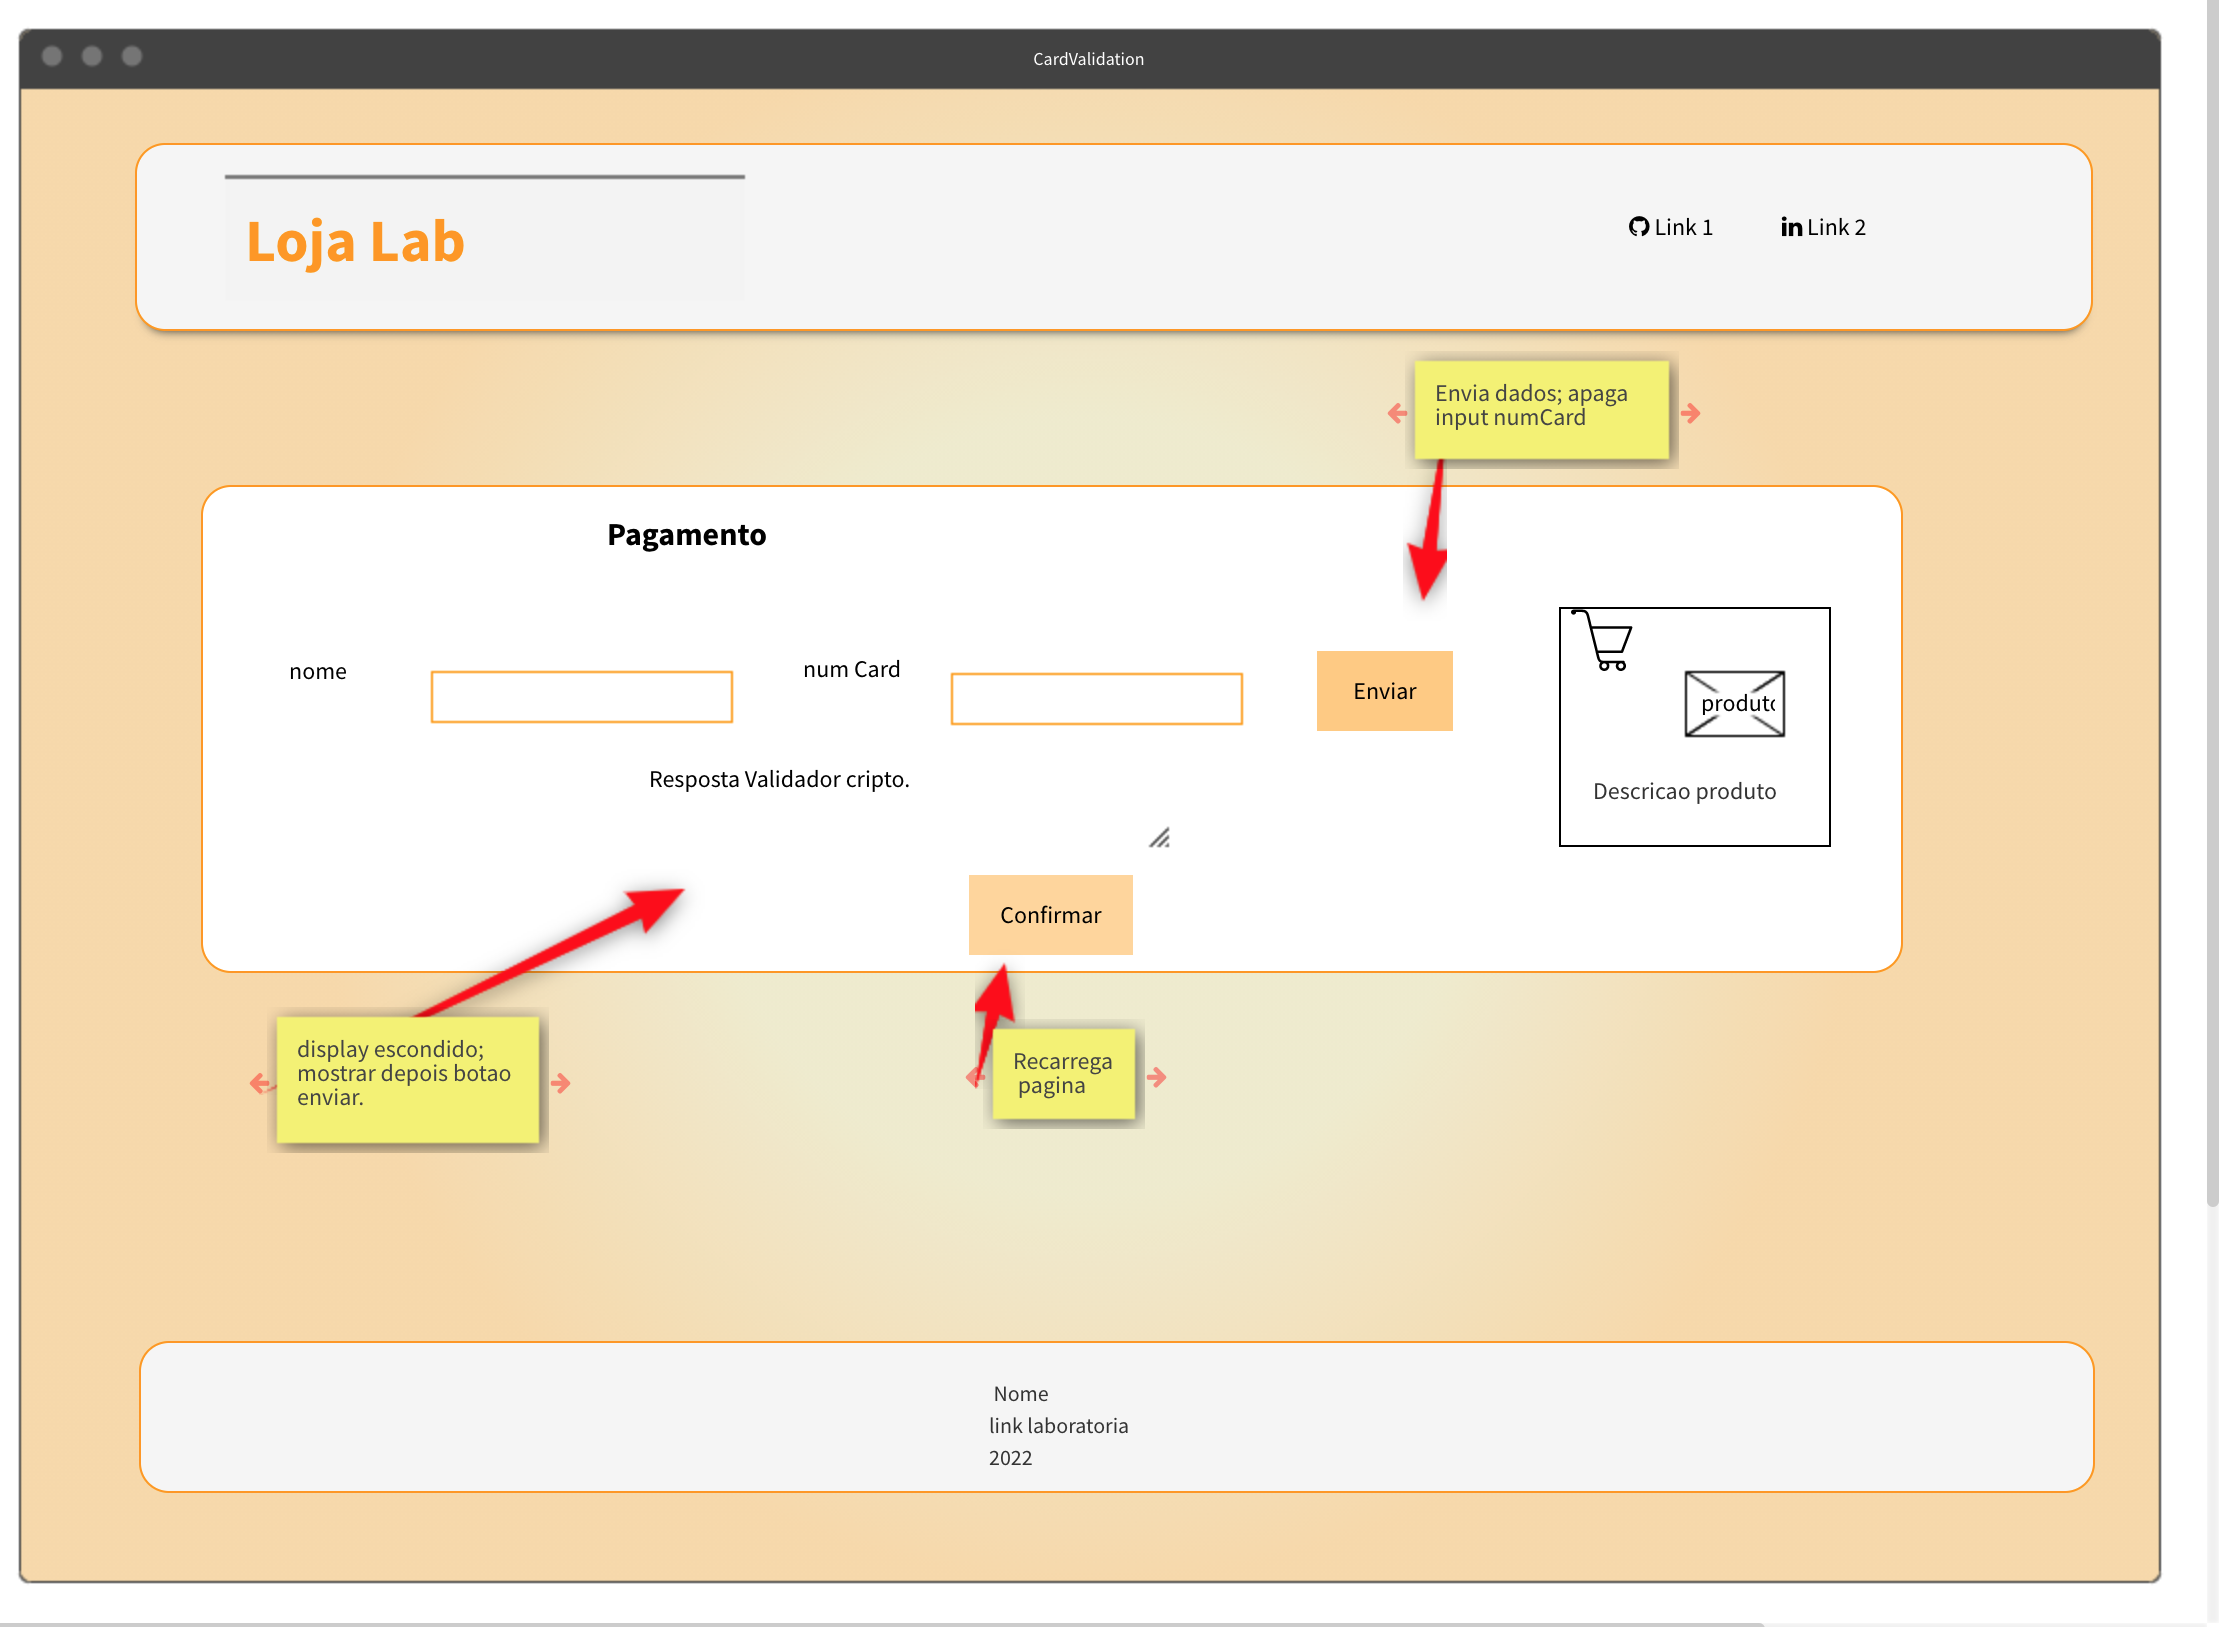 CardValidation
Loja Lab
Link 1
Link 2
Envia dados; apaga
input numCard
Pagamento
nome
num Card
Enviar
produto
Descricao produto
Resposta Validador cripto.
Confirmar
display escondido;
mostrar depois botao
enviar.
Recarrega
pagina
Nome
link laboratoria
2022